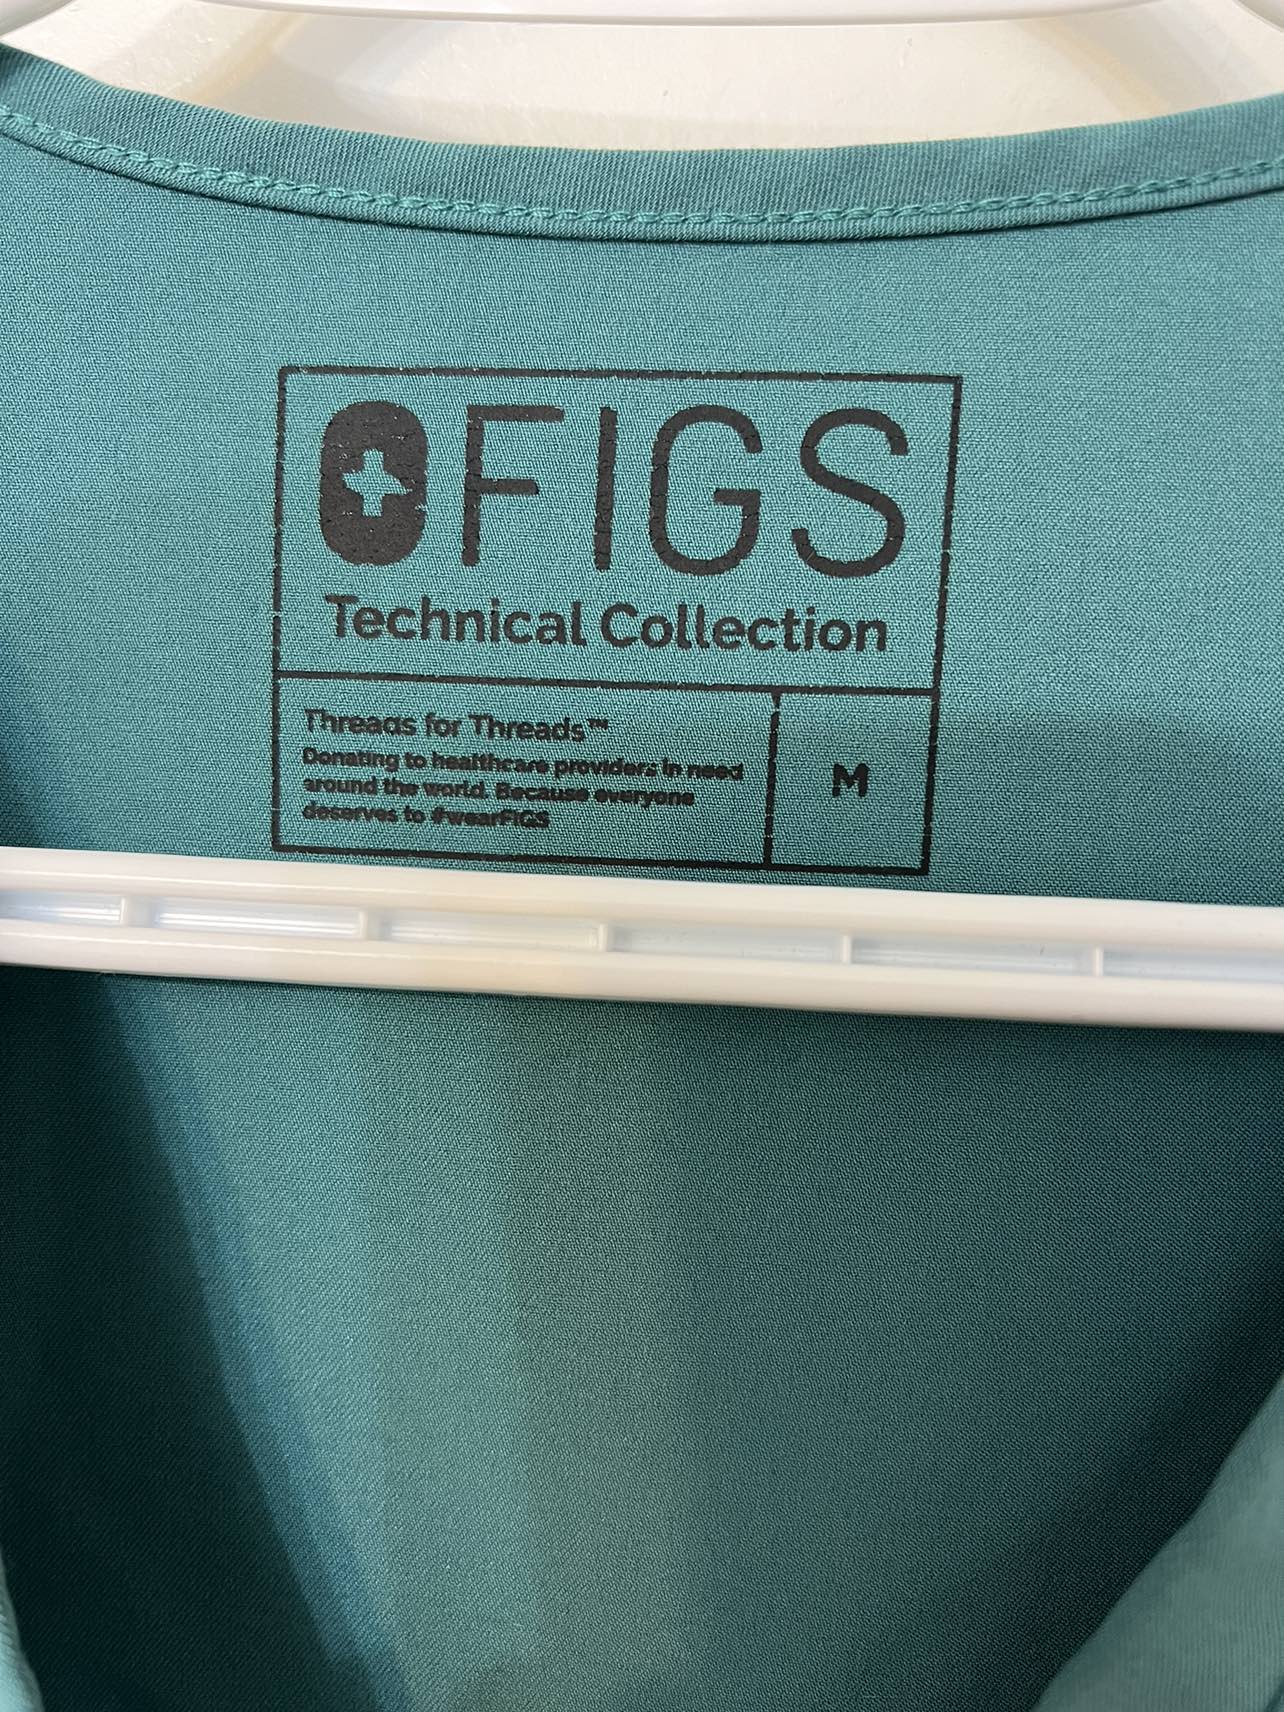 FIGS
Technical Collection
Threads for Threads™
Donating to healthcare providers in need
around the world. Because everyone
deserves to #wearFIGS
M